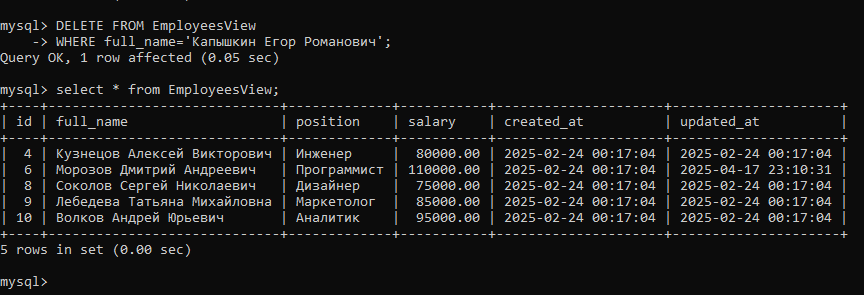 mysql> DELETE FROM EmployeesView
    -> WHERE full_name='Капышкин Егор Романович';
Query OK, 1 row affected (0.05 sec)
mysql> select * from EmployeesView;
+----+-----------------------------+-------------+-----------+---------------------+---------------------+
| id | full_name                   | position    | salary    | created_at          | updated_at          |
+----+-----------------------------+-------------+-----------+---------------------+---------------------+
|  4 | Кузнецов Алексей Викторович | Инженер     |  80000.00 | 2025-02-24 00:17:04 | 2025-02-24 00:17:04 |
|  6 | Морозов Дмитрий Андреевич   | Программист | 110000.00 | 2025-02-24 00:17:04 | 2025-04-17 23:10:31 |
|  8 | Соколов Сергей Николаевич   | Дизайнер    |  75000.00 | 2025-02-24 00:17:04 | 2025-02-24 00:17:04 |
|  9 | Лебедева Татьяна Михайловна | Маркетолог  |  85000.00 | 2025-02-24 00:17:04 | 2025-02-24 00:17:04 |
| 10 | Волков Андрей Юрьевич       | Аналитик    |  95000.00 | 2025-02-24 00:17:04 | 2025-02-24 00:17:04 |
+----+-----------------------------+-------------+-----------+---------------------+---------------------+
5 rows in set (0.00 sec)
mysql>